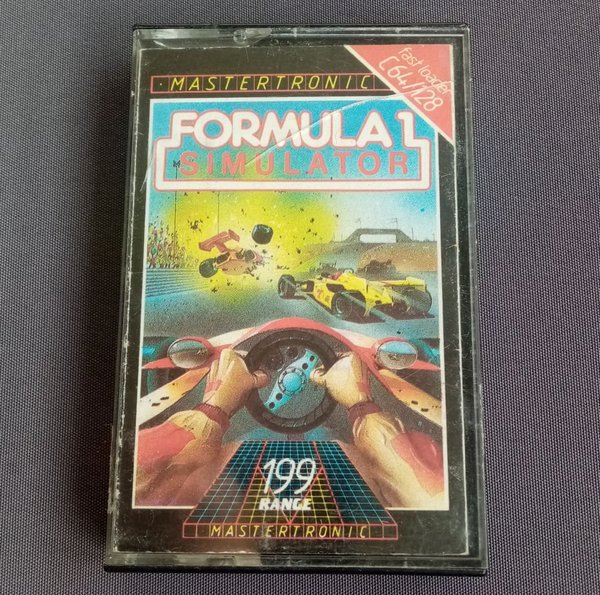 MASTERTRONIC
fast loader
C64/128
FORMULA 1
SIMULATOR
199
RANGE
MASTERTRONIC